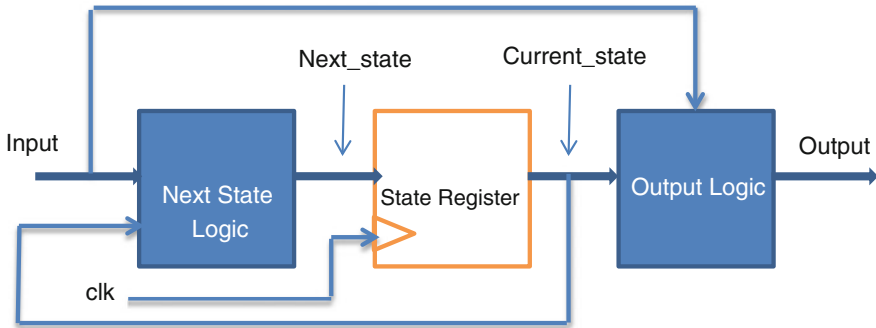 Next_state
Current_state
Input
Output
Next State
Logic
State Register
Output Logic
clk